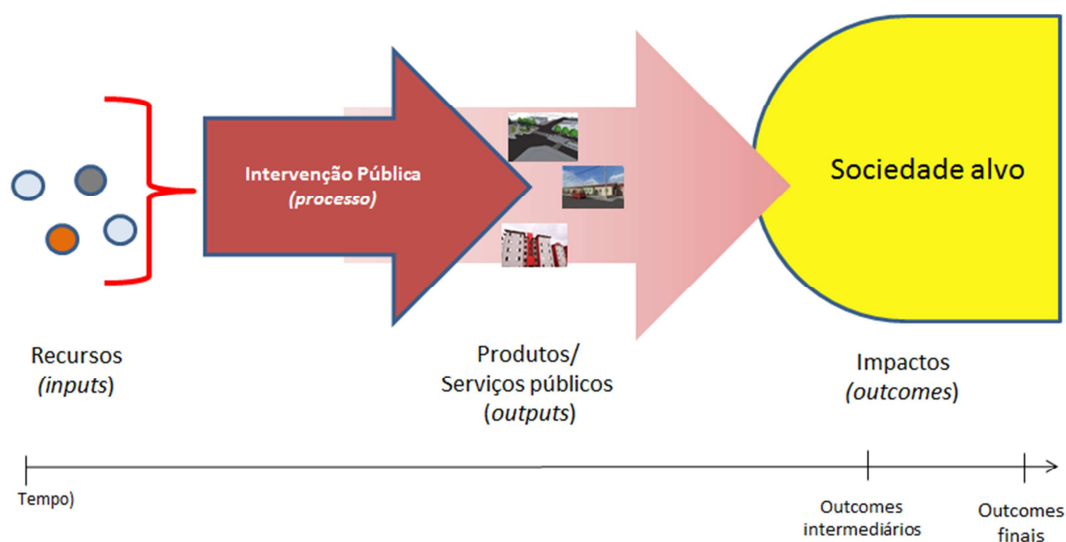 Intervenção Pública
(processo)
Sociedade alvo
Recursos
(inputs)
Produtos/
Serviços públicos
(outputs)
Impactos
(outcomes)
Tempo)
Outcomes
intermediários
Outcomes
finais